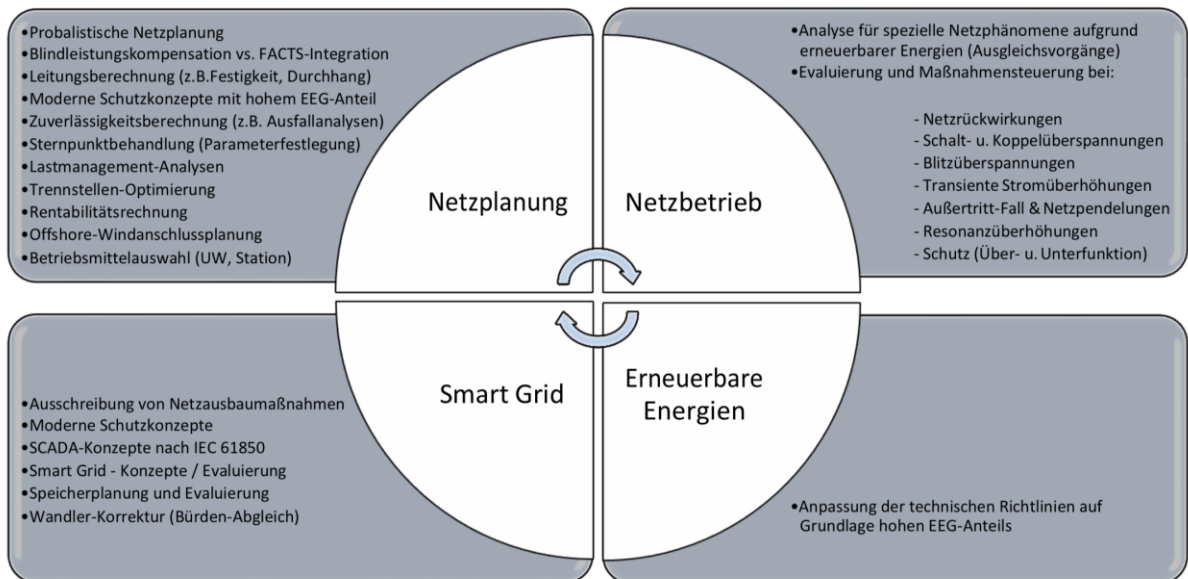 •Probalistische Netzplanung
•Blindleistungskompensation vs. FACTS-Integration
•Leitungsberechnung (z.B.Festigkeit, Durchhang)
•Moderne Schutzkonzepte mit hohem EEG-Anteil
•Zuverlässigkeitsberechnung (z.B. Ausfallanalysen)
•Sternpunktbehandlung (Parameterfestlegung)
•Lastmanagement-Analysen
•Trennstellen-Optimierung
•Rentabilitätsrechnung
•Offshore-Windanschlussplanung
•Betriebsmittelauswahl (UW, Station)
Netzplanung
Netzbetrieb
•Analyse für spezielle Netzphänomene aufgrund
erneuerbarer Energien (Ausgleichsvorgänge)
•Evaluierung und Maßnahmensteuerung bei:
- Netzrückwirkungen
- Schalt- u. Koppelüberspannungen
- Blitzüberspannungen
- Transiente Stromüberhöhungen
- Außertritt-Fall & Netzpendelungen
- Resonanzüberhöhungen
- Schutz (Über- u. Unterfunktion)
•Ausschreibung von Netzausbaumaßnahmen
•Moderne Schutzkonzepte
•SCADA-Konzepte nach IEC 61850
•Smart Grid - Konzepte / Evaluierung
•Speicherplanung und Evaluierung
•Wandler-Korrektur (Bürden-Abgleich)
Smart Grid
Erneuerbare
Energien
•Anpassung der technischen Richtlinien auf
Grundlage hohen EEG-Anteils